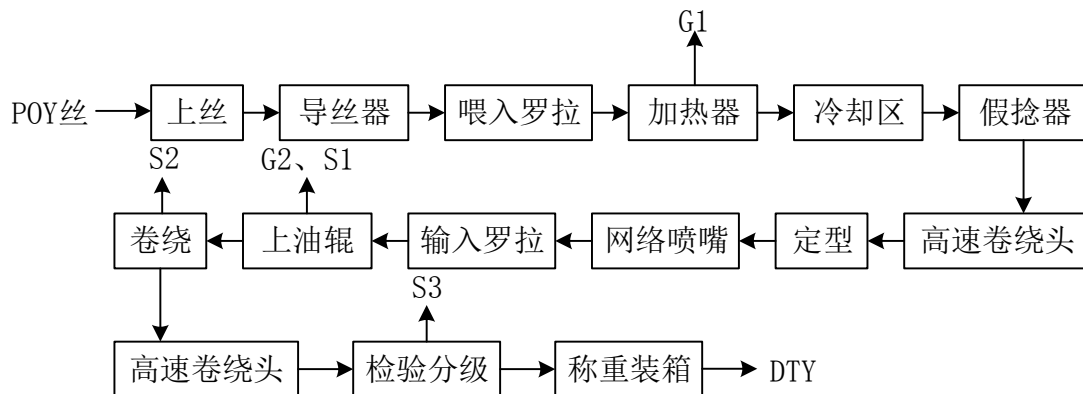 G1
POY丝 上丝 导丝器 喂入罗拉 加热器 冷却区 假捻器
S2 G2、S1
卷绕 上油辊 输入罗拉 网络喷嘴 定型 高速卷绕头
S3
高速卷绕头 检验分级 称重装箱 DTY